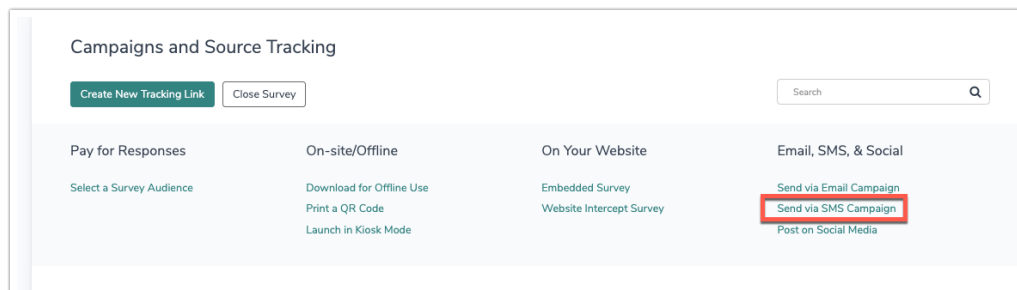 Campaigns and Source Tracking
Create New Tracking Link
Close Survey
Search
Pay for Responses
Select a Survey Audience
On-site/Offline
Download for Offline Use
Print a QR Code
Launch in Kiosk Mode
On Your Website
Embedded Survey
Website Intercept Survey
Email, SMS, & Social
Send via Email Campaign
Send via SMS Campaign
Post on Social Media